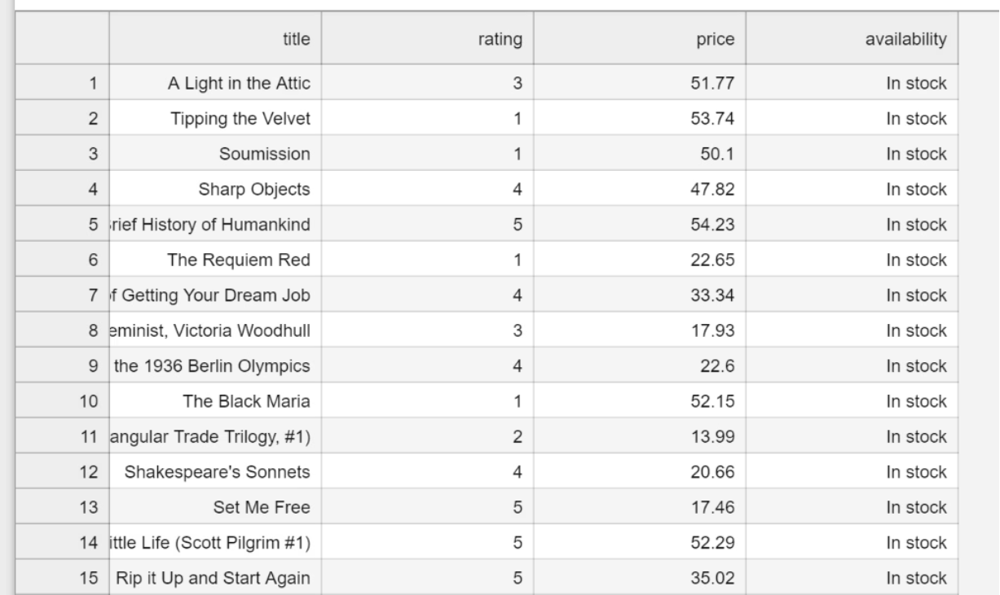 title rating price availability
1 A Light in the Attic 3 51.77 In stock
2 Tipping the Velvet 1 53.74 In stock
3 Soumission 1 50.1 In stock
4 Sharp Objects 4 47.82 In stock
5 rief History of Humankind 5 54.23 In stock
6 The Requiem Red 1 22.65 In stock
7 of Getting Your Dream Job 4 33.34 In stock
8 eminist, Victoria Woodhull 3 17.93 In stock
9 the 1936 Berlin Olympics 4 22.6 In stock
10 The Black Maria 1 52.15 In stock
11 angular Trade Trilogy, #1) 2 13.99 In stock
12 Shakespeare's Sonnets 4 20.66 In stock
13 Set Me Free 5 17.46 In stock
14 ittle Life (Scott Pilgrim #1) 5 52.29 In stock
15 Rip it Up and Start Again 5 35.02 In stock